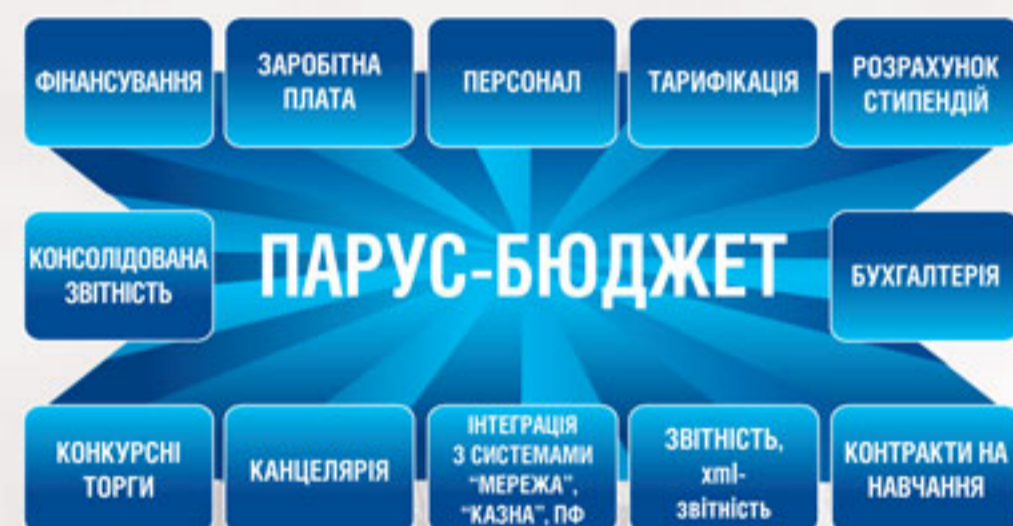 ФІНАНСУВАННЯ
ЗАРОБІТНА
ПЛАТА
ПЕРСОНАЛ
ТАРИФІКАЦІЯ
РОЗРАХУНОК
СТИПЕНДІЙ
КОНСОЛІДОВАНА
ЗВІТНІСТЬ
ПАРУС-БЮДЖЕТ
БУХГАЛТЕРІЯ
КОНКУРСНІ
ТОРГИ
КАНЦЕЛЯРІЯ
ІНТЕГРАЦІЯ
З СИСТЕМАМИ
"МЕРЕЖА",
"КАЗНА", ПФ
ЗВІТНІСТЬ,
xml-
звітність
КОНТРАКТИ НА
НАВЧАННЯ